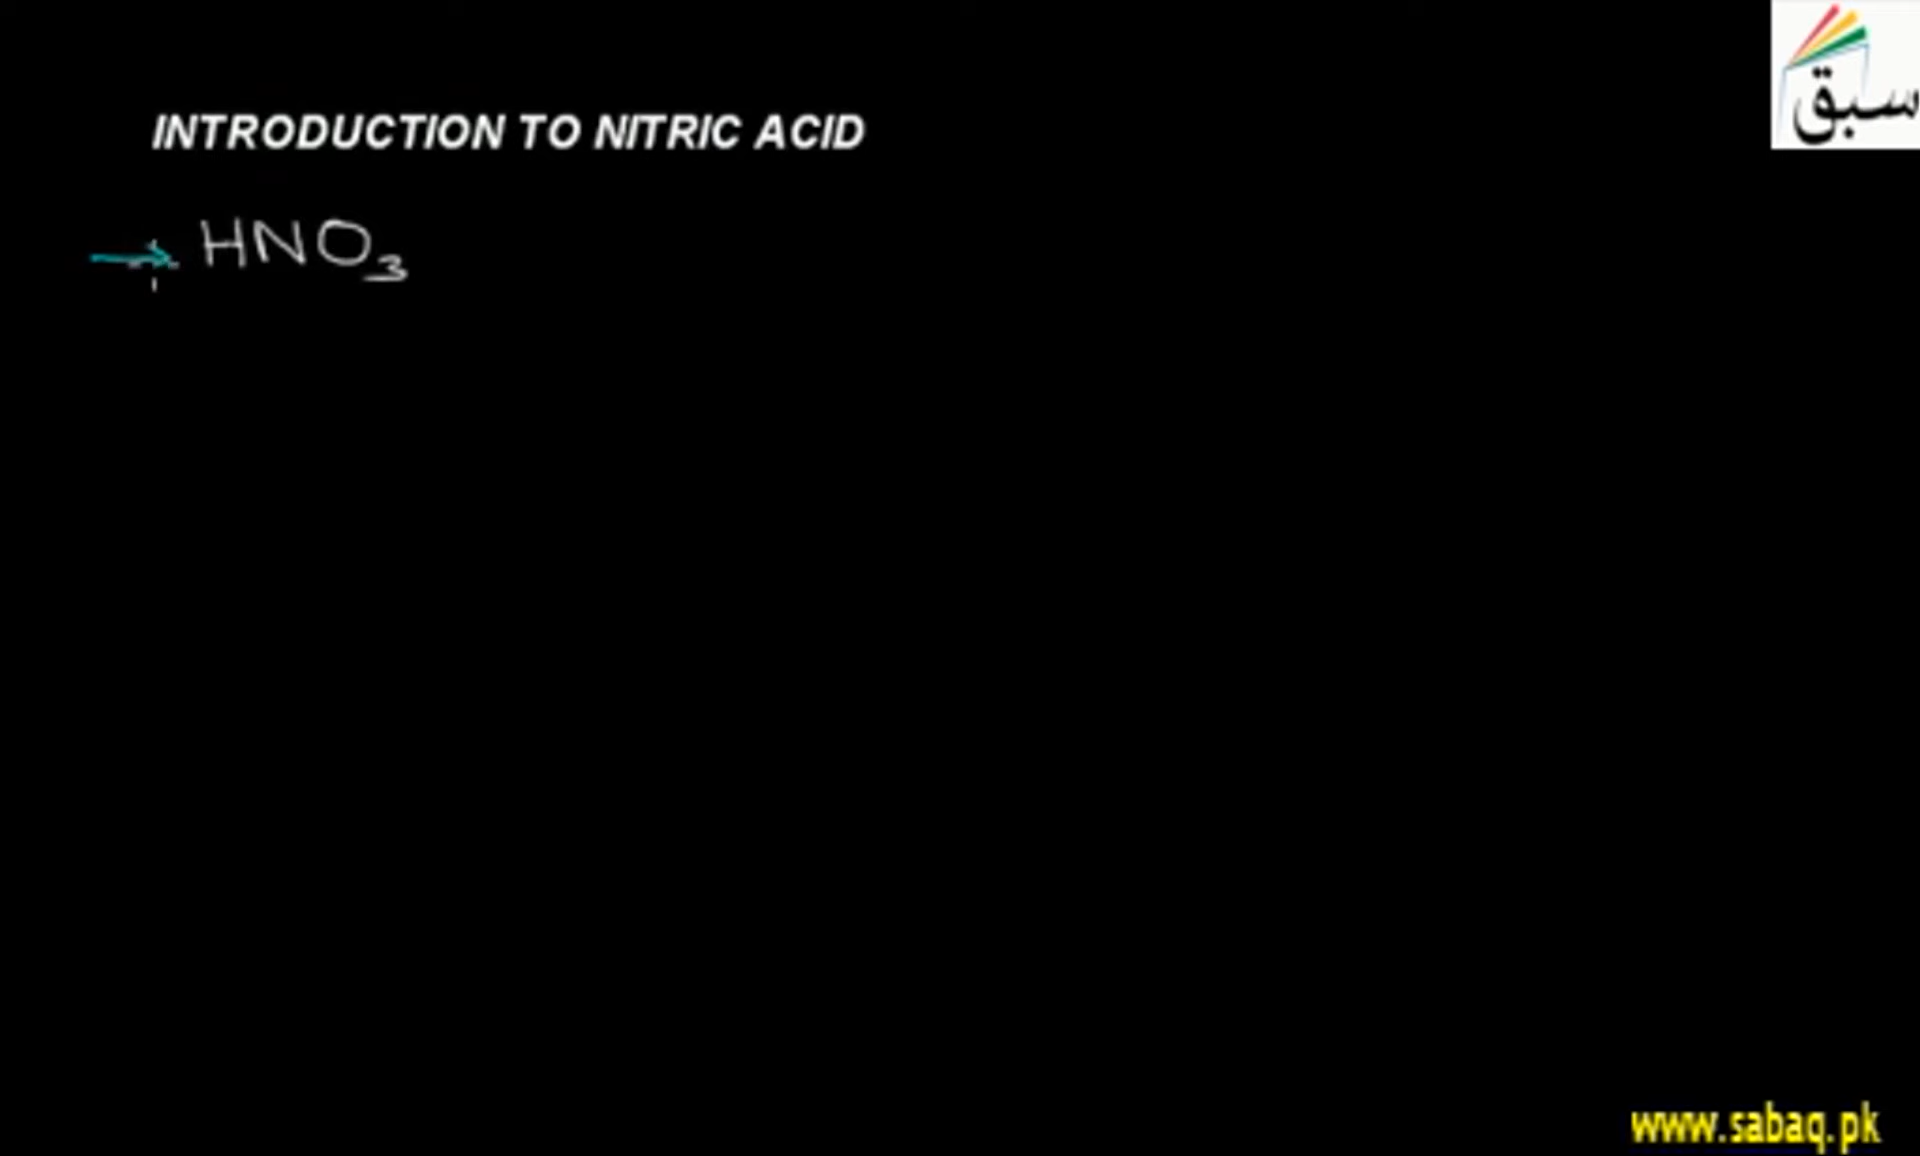 INTRODUCTION TO NITRIC ACID
سبق
→ HNO₃
www.sabaq.pk